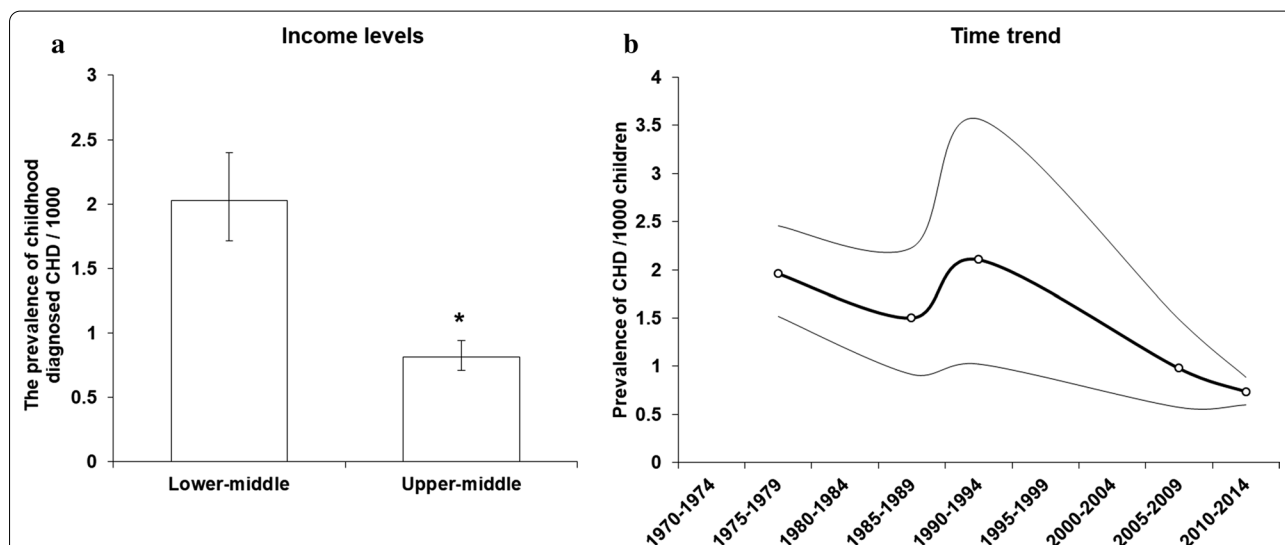 a
Income levels
The prevalence of childhood
diagnosed CHD / 1000
3
2.5
2
1.5
1
0.5
0
*
Lower-middle
Upper-middle
b
Time trend
Prevalence of CHD /1000 children
4
3.5
3
2.5
2
1.5
1
0.5
0
1970-1974
1975-1979
1980-1984
1985-1989
1990-1994
1995-1999
2000-2004
2005-2009
2010-2014